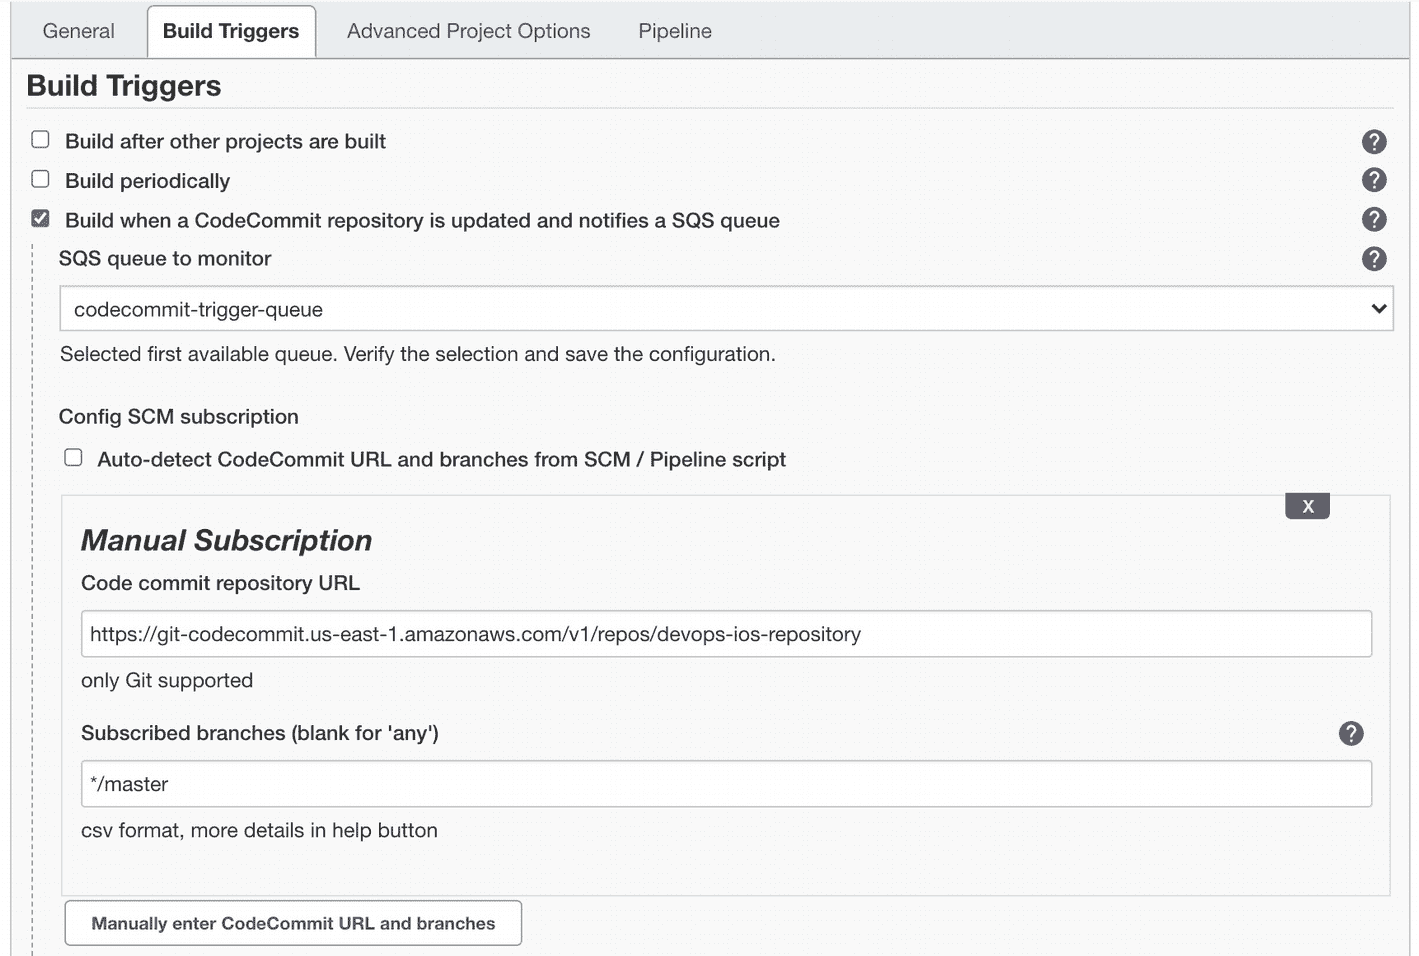 General Build Triggers Advanced Project Options Pipeline
Build Triggers
Build after other projects are built ?
Build periodically ?
Build when a CodeCommit repository is updated and notifies a SQS queue ?
SQS queue to monitor ?
codecommit-trigger-queue
Selected first available queue. Verify the selection and save the configuration.
Config SCM subscription
Auto-detect CodeCommit URL and branches from SCM / Pipeline script
X
Manual Subscription
Code commit repository URL
https://git-codecommit.us-east-1.amazonaws.com/v1/repos/devops-ios-repository
only Git supported
Subscribed branches (blank for 'any') ?
*/master
csv format, more details in help button
Manually enter CodeCommit URL and branches